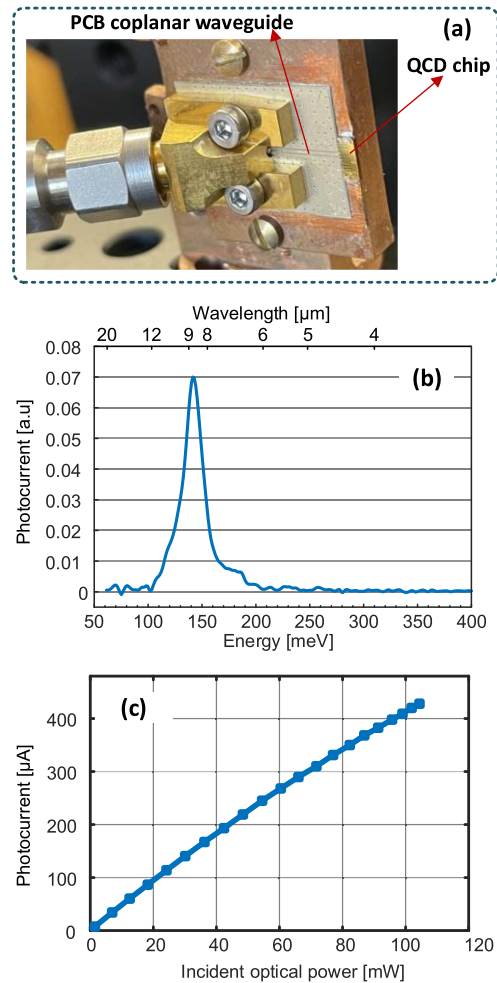 PCB coplanar waveguide
(a)
QCD chip
Wavelength [μm]
20 12 9 8 6 5 4
0.08
0.07
0.06
0.05
0.04
0.03
0.02
0.01
0
(b)
Photocurrent [a.u]
50 100 150 200 250 300 350 400
Energy [meV]
(c)
400
300
200
100
0
Photocurrent [μA]
0 20 40 60 80 100 120
Incident optical power [mW]